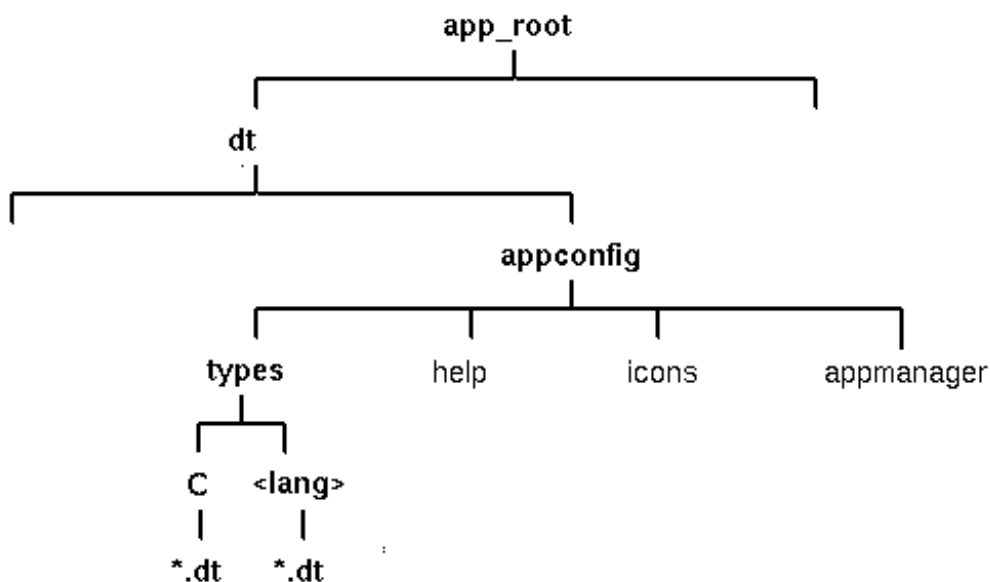 app_root
dt
appconfig
types help icons appmanager
C <lang>
*.dt *.dt